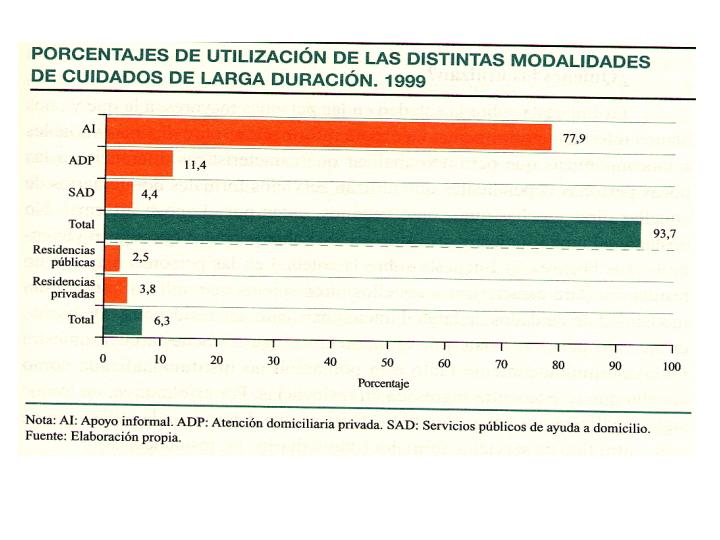 PORCENTAJES DE UTILIZACIÓN DE LAS DISTINTAS MODALIDADES
DE CUIDADOS DE LARGA DURACIÓN. 1999
AI 77,9
ADP 11,4
SAD 4,4
Total 93,7
Residencias
públicas 2,5
Residencias
privadas 3,8
Total 6,3
0 10 20 30 40 50 60 70 80 90 100
Porcentaje
Nota: AI: Apoyo informal. ADP: Atención domiciliaria privada. SAD: Servicios públicos de ayuda a domicilio.
Fuente: Elaboración propia.